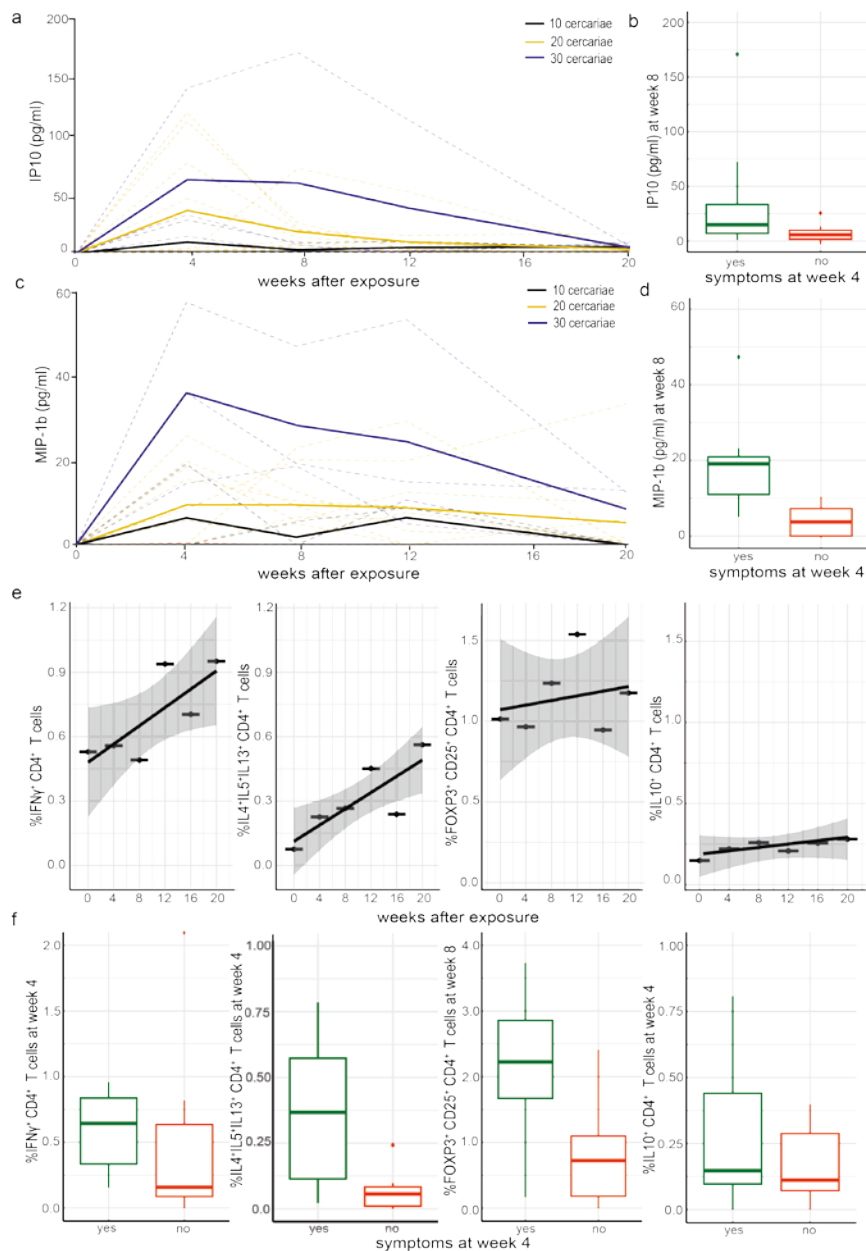 a
IP10 (pg/ml)
200
150
100
50
0
10 cercariae
20 cercariae
30 cercariae
0 4 8 12 16 20
weeks after exposure
b
IP10 (pg/ml) at week 8
200
150
100
50
0
yes no
symptoms at week 4
c
MIP-1b (pg/ml)
60
40
20
0
10 cercariae
20 cercariae
30 cercariae
0 4 8 12 16 20
weeks after exposure
d
MIP-1b (pg/ml) at week 8
60
40
20
0
yes no
symptoms at week 4
e
%IFNγ⁺ CD4⁺ T cells
1.2
0.9
0.6
0.3
0.0
0 4 8 12 16 20
%IL4⁺IL5⁺IL13⁺ CD4⁺ T cells
1.2
0.9
0.6
0.3
0.0
0 4 8 12 16 20
%FOXP3⁺ CD25⁺ CD4⁺ T cells
1.5
1.0
0.5
0.0
0 4 8 12 16 20
%IL10⁺ CD4⁺ T cells
1.0
0.75
0.5
0.25
0.0
0 4 8 12 16 20
weeks after exposure
f
%IFNγ⁺ CD4⁺ T cells at week 4
2.0
1.5
1.0
0.5
0.0
yes no
%IL4⁺IL5⁺IL13⁺ CD4⁺ T cells at week 4
1.00
0.75
0.50
0.25
0.00
yes no
%FOXP3⁺ CD25⁺ CD4⁺ T cells at week 8
4.0
3.0
2.0
1.0
0.0
yes no
%IL10⁺ CD4⁺ T cells at week 4
1.00
0.75
0.50
0.25
0.00
yes no
symptoms at week 4